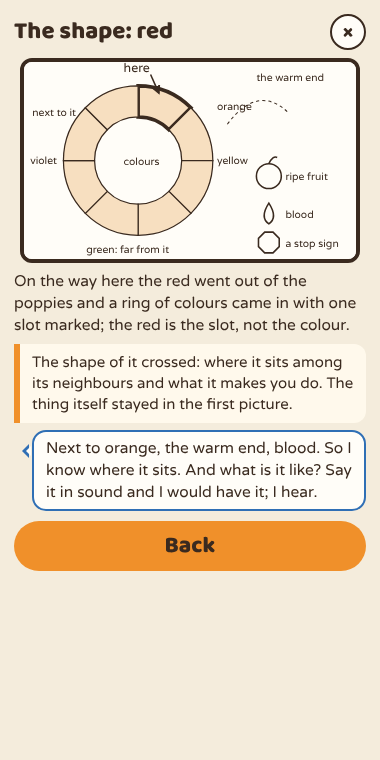 The shape: red
here
the warm end
orange
next to it
violet
colours
yellow
ripe fruit
blood
a stop sign
green: far from it
On the way here the red went out of the
poppies and a ring of colours came in with one
slot marked; the red is the slot, not the colour.
The shape of it crossed: where it sits among
its neighbours and what it makes you do. The
thing itself stayed in the first picture.
Next to orange, the warm end, blood. So I
know where it sits. And what is it like? Say
it in sound and I would have it; I hear.
Back